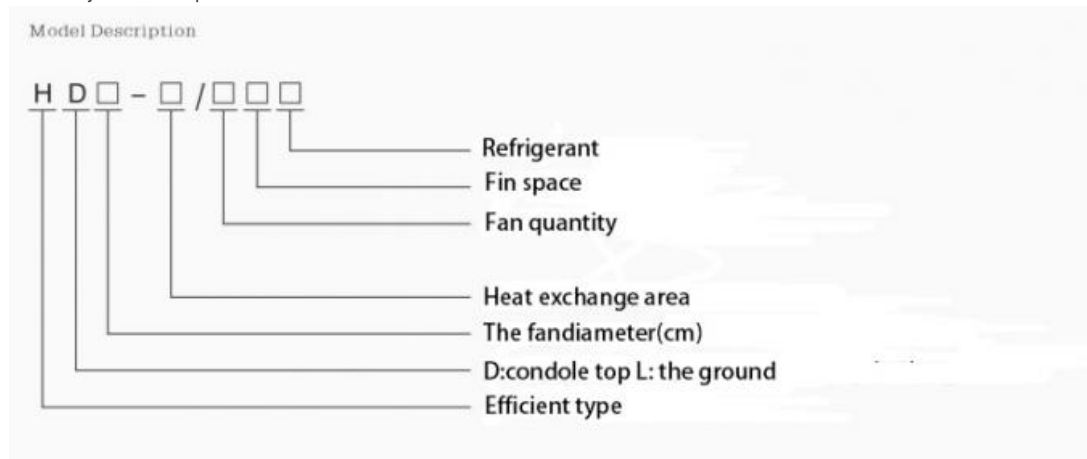 Model Description
H D □ - □ / □ □ □
Refrigerant
Fin space
Fan quantity
Heat exchange area
The fandiameter(cm)
D:condole top L: the ground
Efficient type